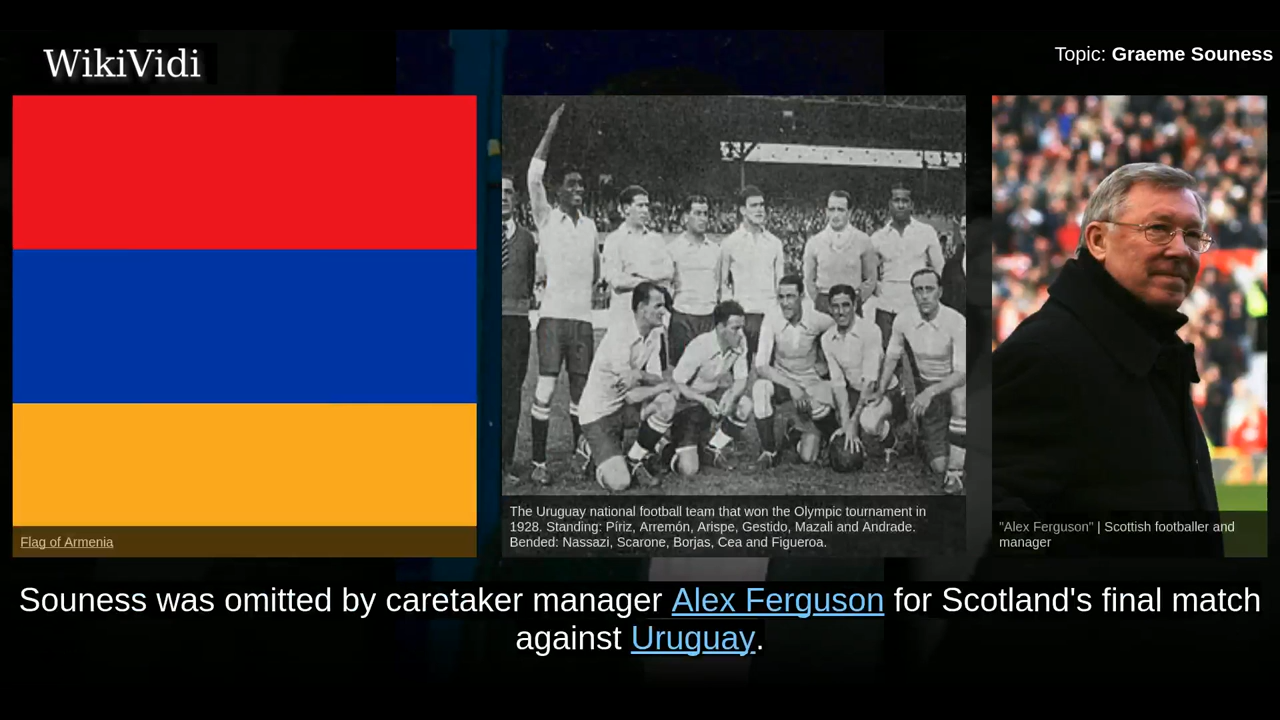 WikiVidi
Topic: Graeme Souness
Flag of Armenia
The Uruguay national football team that won the Olympic tournament in
1928. Standing: Píriz, Arremón, Arispe, Gestido, Mazali and Andrade.
Bended: Nassazi, Scarone, Borjas, Cea and Figueroa.
"Alex Ferguson" | Scottish footballer and
manager
Souness was omitted by caretaker manager Alex Ferguson for Scotland's final match
against Uruguay.